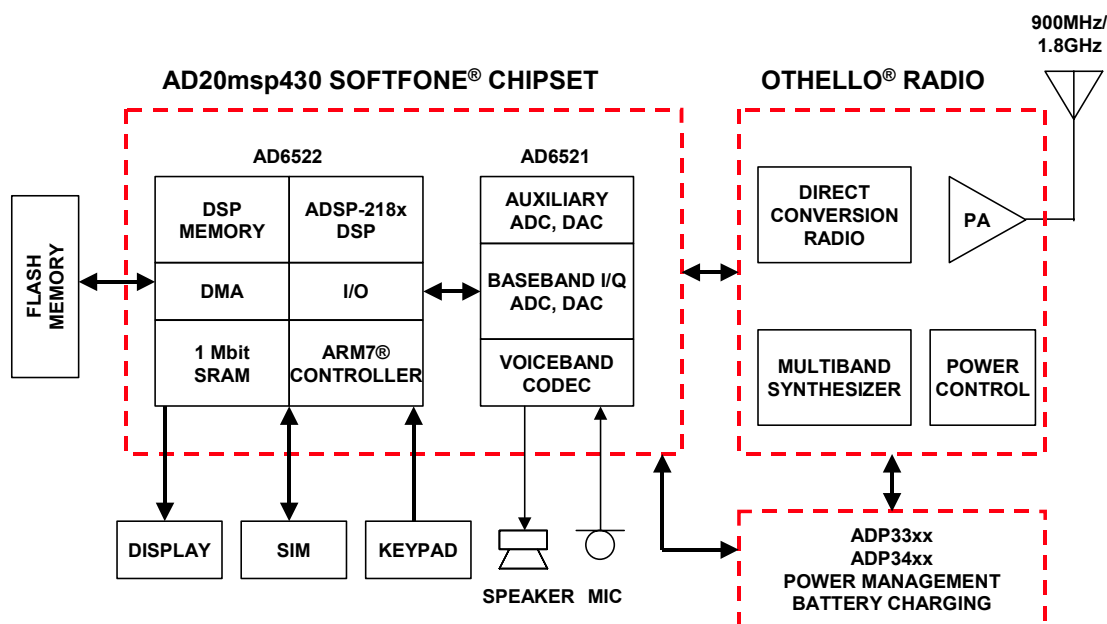 900MHz/
1.8GHz
AD20msp430 SOFTFONE® CHIPSET
OTHELLO® RADIO
AD6522
AD6521
FLASH
MEMORY
DSP
MEMORY
ADSP-218x
DSP
DMA
I/O
1 Mbit
SRAM
ARM7®
CONTROLLER
AUXILIARY
ADC, DAC
BASEBAND I/Q
ADC, DAC
VOICEBAND
CODEC
DIRECT
CONVERSION
RADIO
PA
MULTIBAND
SYNTHESIZER
POWER
CONTROL
DISPLAY
SIM
KEYPAD
SPEAKER
MIC
ADP33xx
ADP34xx
POWER MANAGEMENT
BATTERY CHARGING